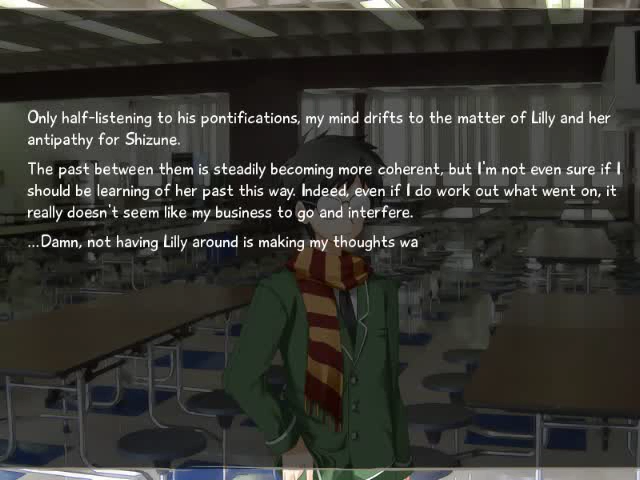 Only half-listening to his pontifications, my mind drifts to the matter of Lilly and her
antipathy for Shizune.
The past between them is steadily becoming more coherent, but I'm not even sure if I
should be learning of her past this way. Indeed, even if I do work out what went on, it
really doesn't seem like my business to go and interfere.
...Damn, not having Lilly around is making my thoughts wa